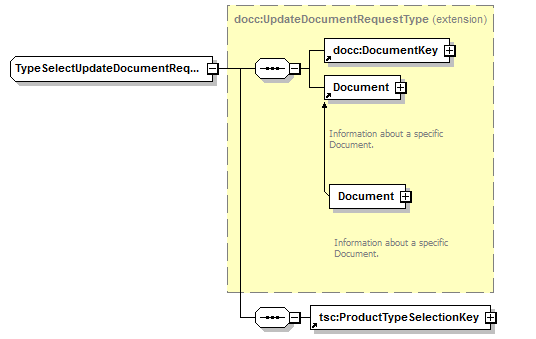 docc:UpdateDocumentRequestType (extension)
docc:DocumentKey
TypeSelectUpdateDocumentReq...
Document
Information about a specific
Document.
Document
Information about a specific
Document.
tsc:ProductTypeSelectionKey